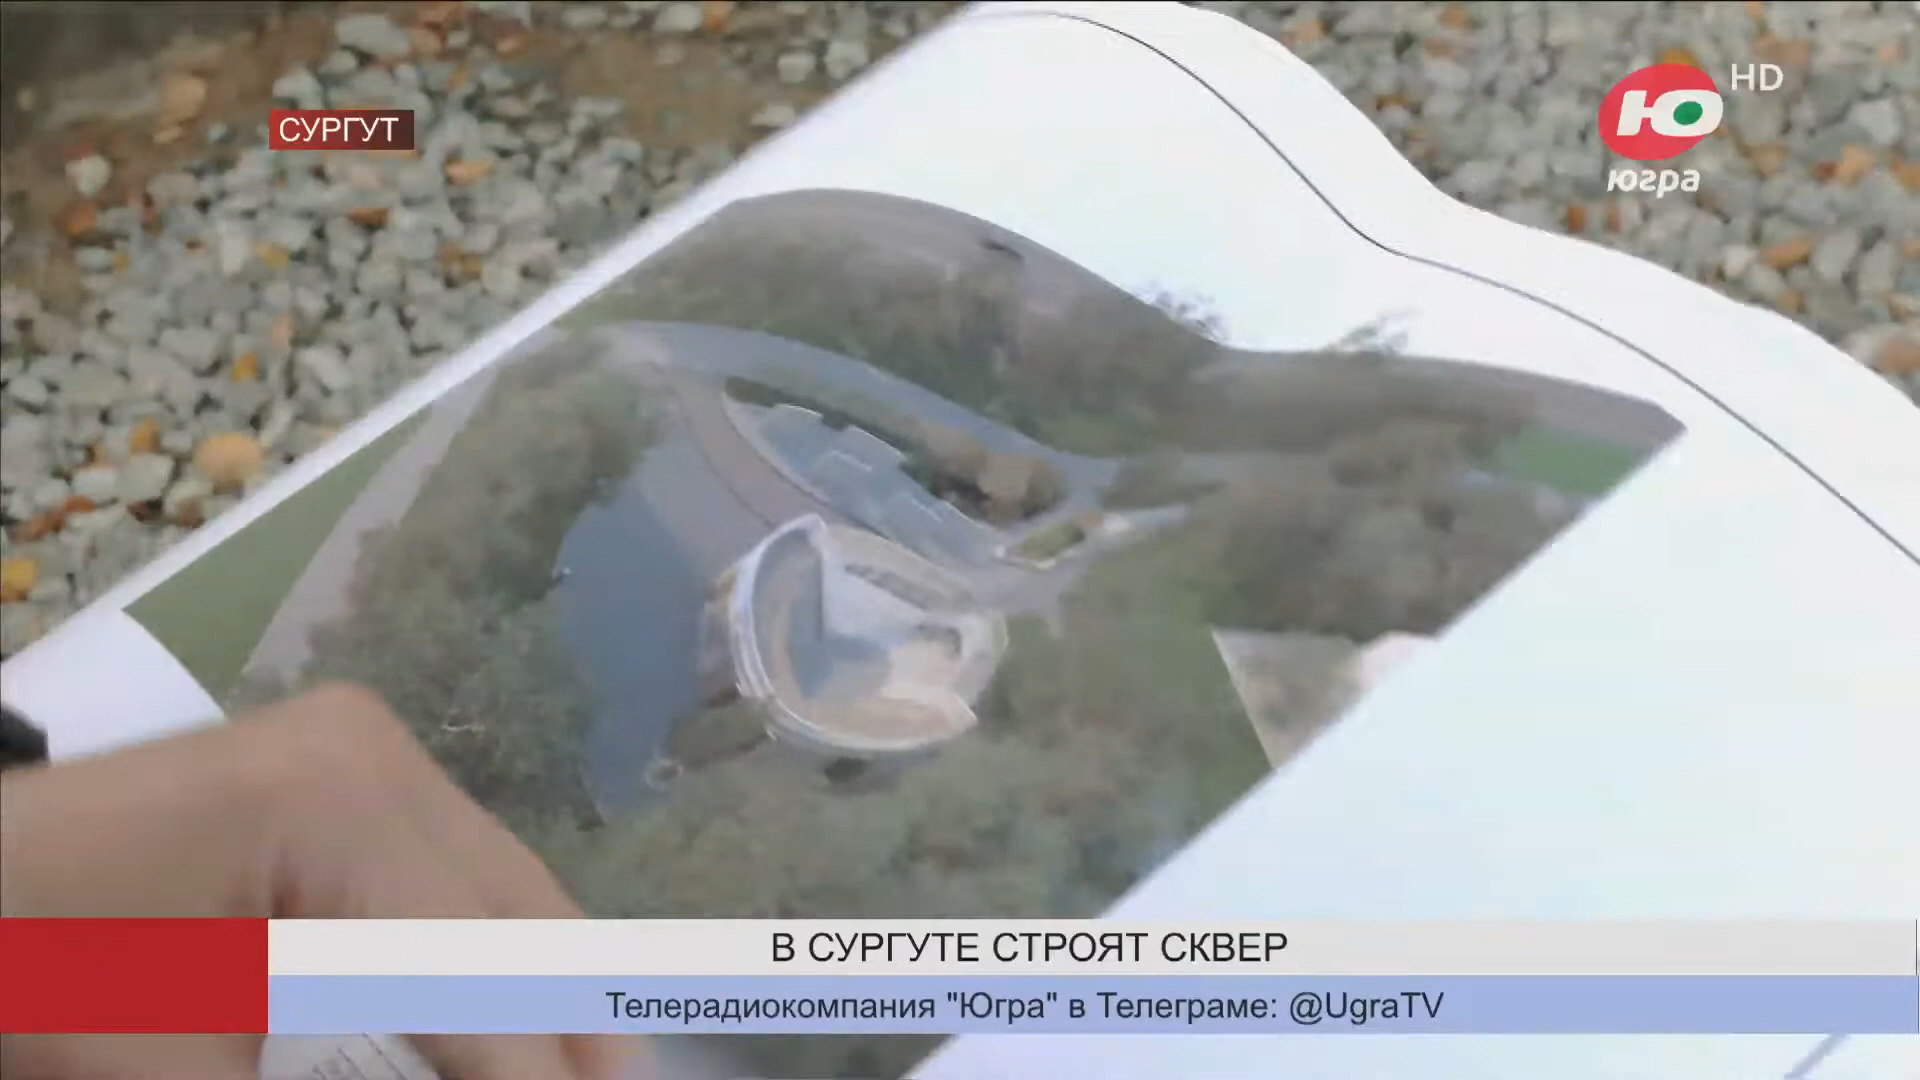 СУРГУТ
HD
Ю
югра
В СУРГУТЕ СТРОЯТ СКВЕР
Телерадиокомпания "Югра" в Телеграме: @UgraTV